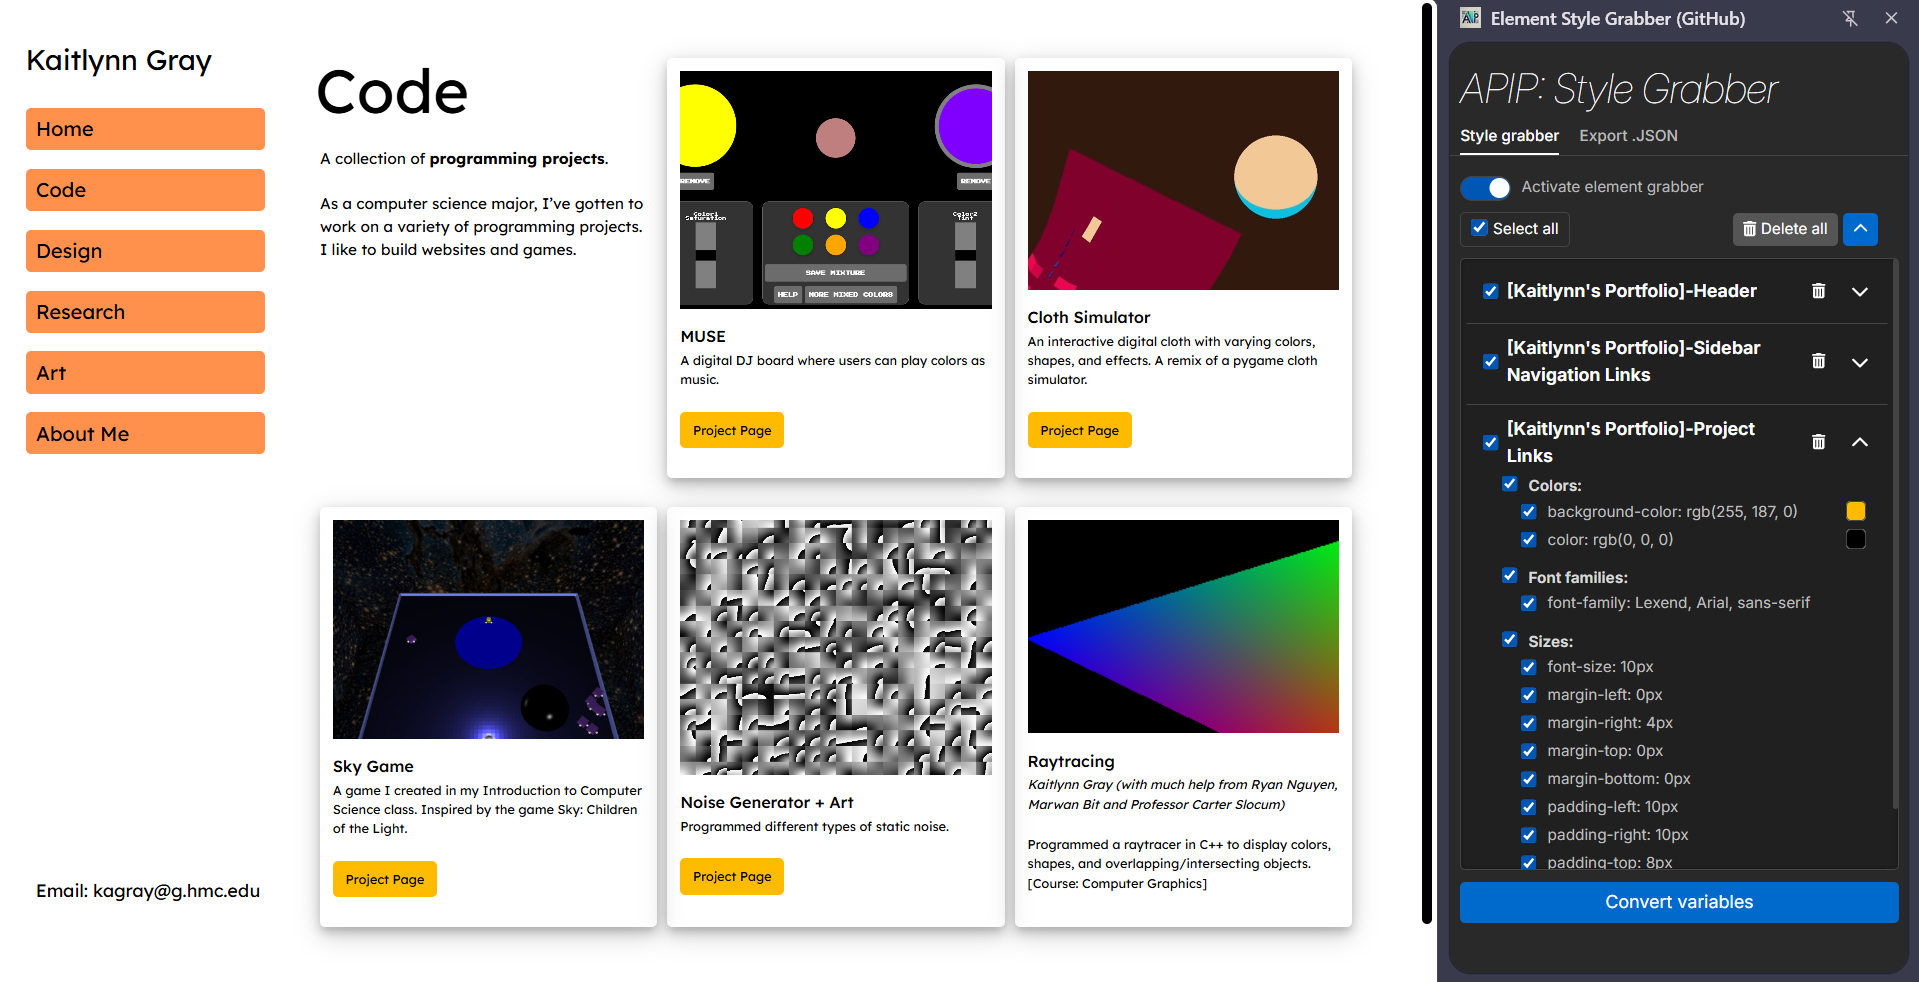 Kaitlynn Gray
Home
Code
Design
Research
Art
About Me
Email: kagray@g.hmc.edu
Code
A collection of programming projects.
As a computer science major, I've gotten to
work on a variety of programming projects.
I like to build websites and games.
REMOVE
REMOVE
Color1
Saturation
Color2
Tint
SAVE MIXTURE
HELP
MORE MIXED COLORS
MUSE
A digital DJ board where users can play colors as
music.
Project Page
Cloth Simulator
An interactive digital cloth with varying colors,
shapes, and effects. A remix of a pygame cloth
simulator.
Project Page
Sky Game
A game I created in my Introduction to Computer
Science class. Inspired by the game Sky: Children
of the Light.
Project Page
Noise Generator + Art
Programmed different types of static noise.
Project Page
Raytracing
Kaitlynn Gray (with much help from Ryan Nguyen,
Marwan Bit and Professor Carter Slocum)
Programmed a raytracer in C++ to display colors,
shapes, and overlapping/intersecting objects.
[Course: Computer Graphics]
Element Style Grabber (GitHub)
APIP: Style Grabber
Style grabber
Export .JSON
Activate element grabber
Select all
Delete all
[Kaitlynn's Portfolio]-Header
[Kaitlynn's Portfolio]-Sidebar
Navigation Links
[Kaitlynn's Portfolio]-Project
Links
Colors:
background-color: rgb(255, 187, 0)
color: rgb(0, 0, 0)
Font families:
font-family: Lexend, Arial, sans-serif
Sizes:
font-size: 10px
margin-left: 0px
margin-right: 4px
margin-top: 0px
margin-bottom: 0px
padding-left: 10px
padding-right: 10px
padding-top: 8px
Convert variables